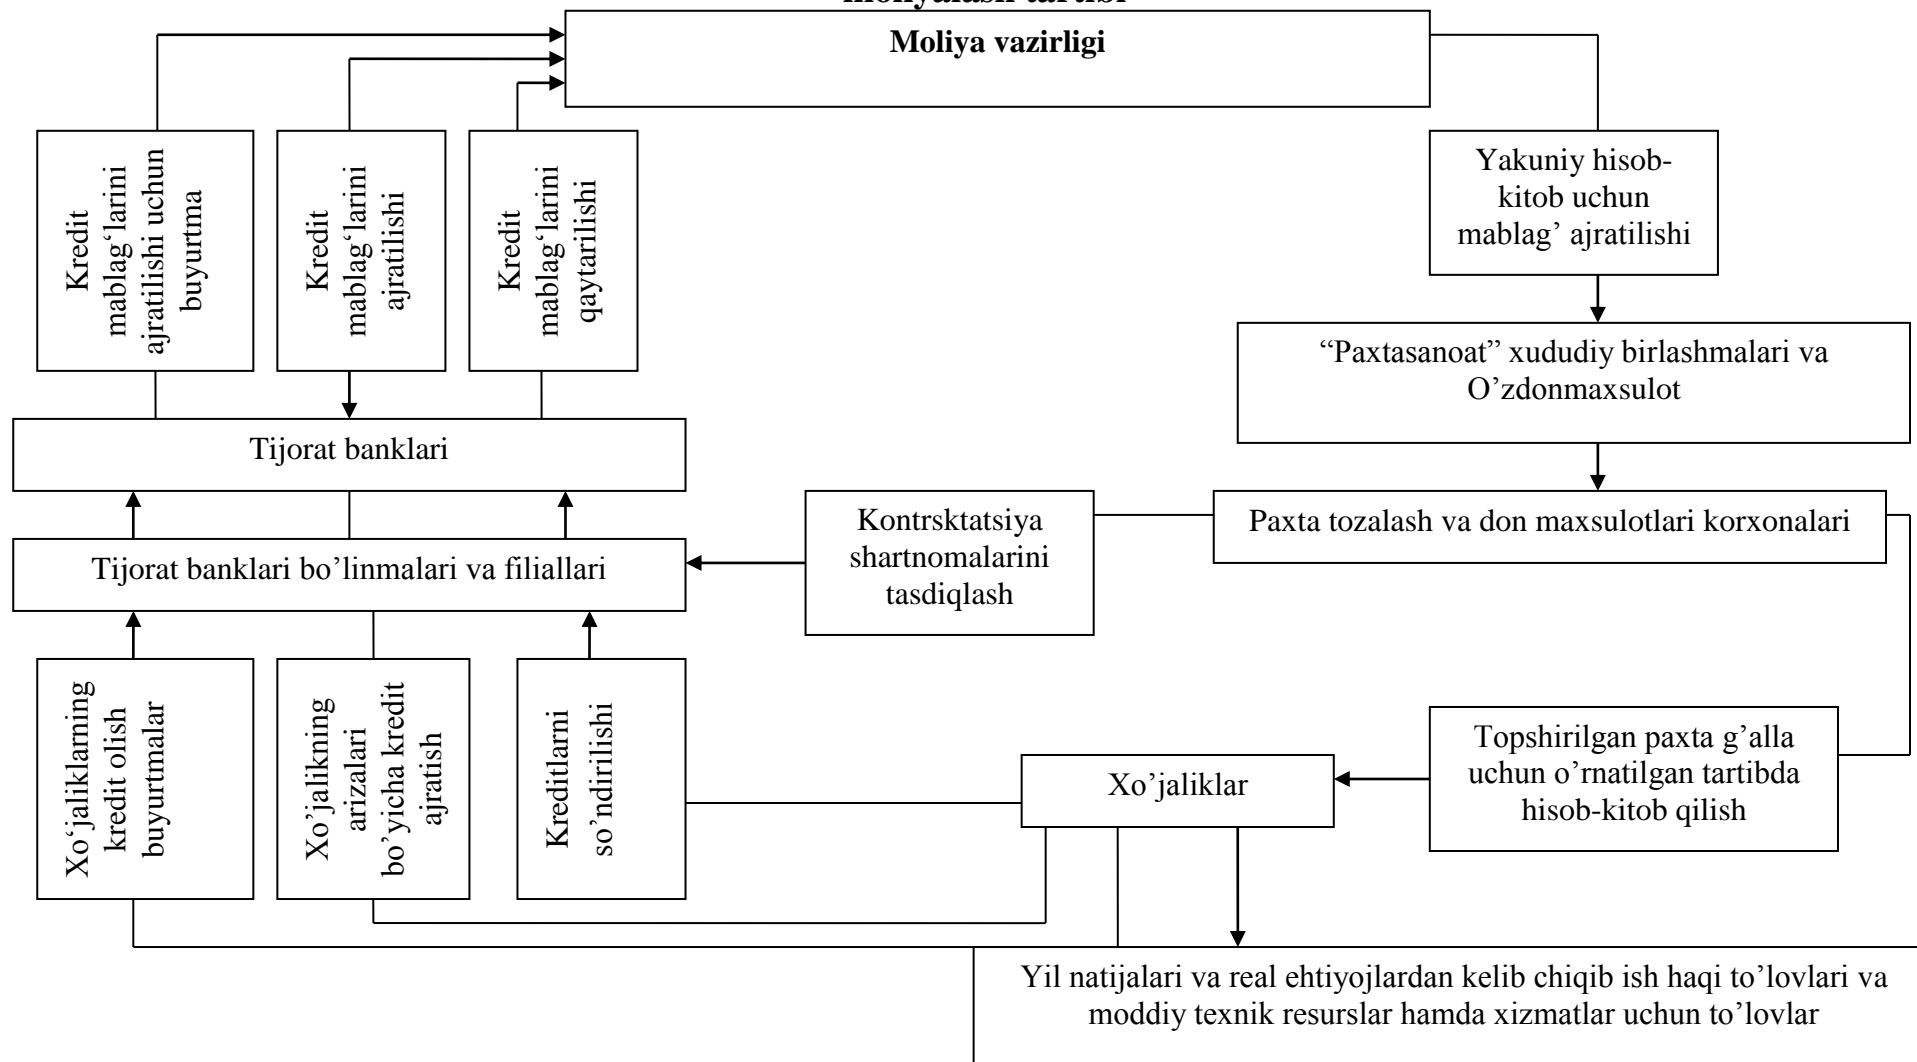 moliyalash tartibi
Moliya vazirligi
Kredit
mablag‘larini
ajratilishi uchun
buyurtma
Kredit
mablag‘larini
ajratilishi
Kredit
mablag‘larini
qaytarilishi
Yakuniy hisob-
kitob uchun
mablag’ ajratilishi
“Paxtasanoat” xududiy birlashmalari va
O’zdonmaxsulot
Tijorat banklari
Kontrsktatsiya
shartnomalarini
tasdiqlash
Paxta tozalash va don maxsulotlari korxonalari
Tijorat banklari bo’linmalari va filiallari
Xo‘jaliklarning
kredit olish
buyurtmalar
Xo’jalikning
arizalari
bo’yicha kredit
ajratish
Kreditlarni
so’ndirilishi
Xo’jaliklar
Topshirilgan paxta g’alla
uchun o’rnatilgan tartibda
hisob-kitob qilish
Yil natijalari va real ehtiyojlardan kelib chiqib ish haqi to’lovlari va
moddiy texnik resurslar hamda xizmatlar uchun to’lovlar